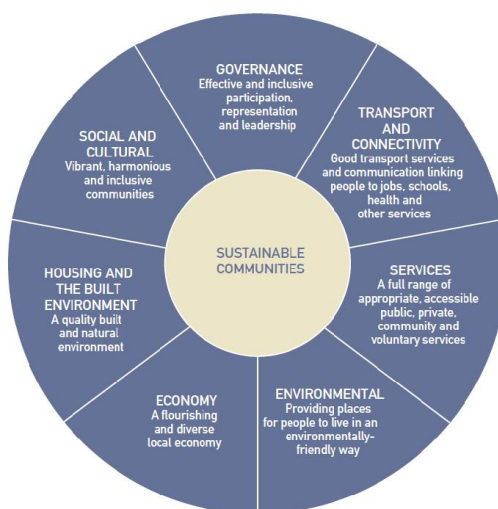 GOVERNANCE
Effective and inclusive
participation,
representation
and leadership
TRANSPORT
AND
CONNECTIVITY
Good transport services
and communication linking
people to jobs, schools,
health and
other services
SERVICES
A full range of
appropriate, accessible
public, private,
community and
voluntary services
ENVIRONMENTAL
Providing places
for people to live in an
environmentally-
friendly way
ECONOMY
A flourishing
and diverse
local economy
HOUSING AND
THE BUILT
ENVIRONMENT
A quality built
and natural
environment
SOCIAL AND
CULTURAL
Vibrant, harmonious
and inclusive
communities
SUSTAINABLE
COMMUNITIES